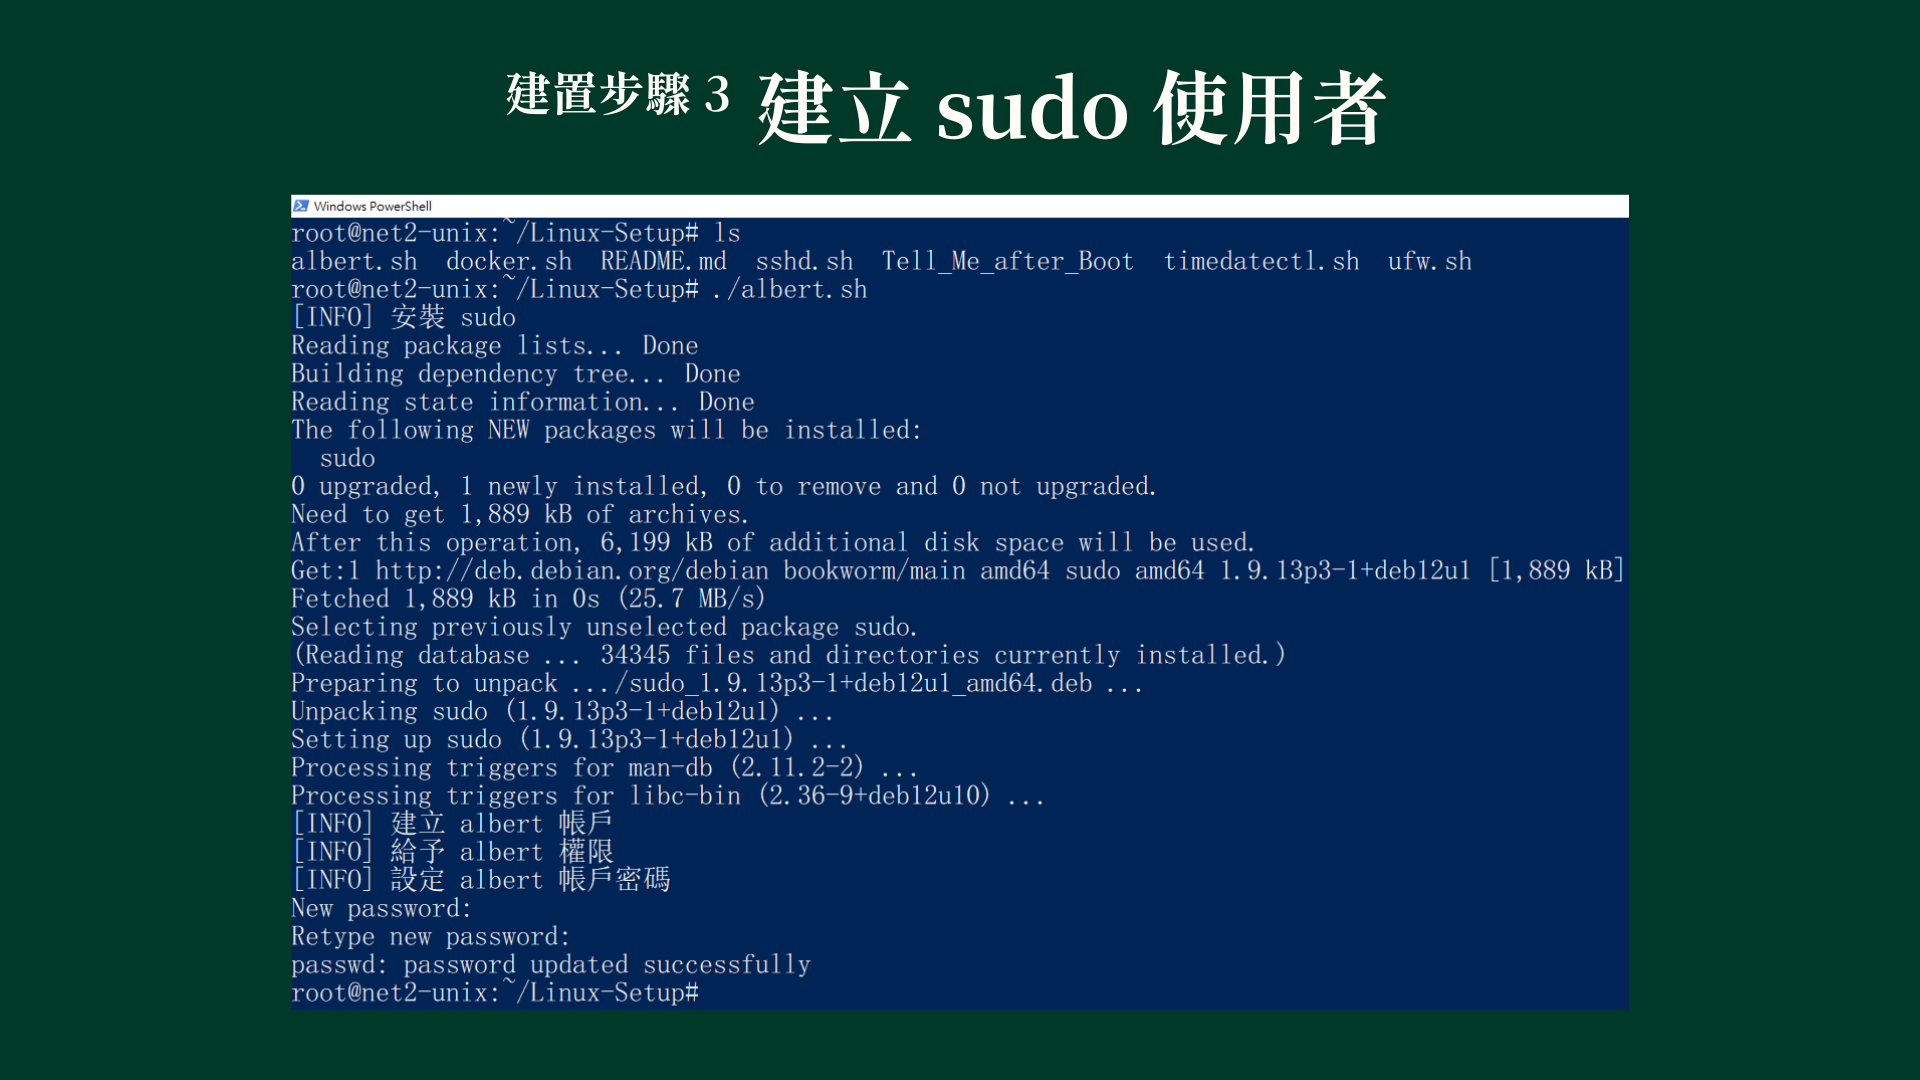 建置步驟 3 建立 sudo 使用者
Windows PowerShell
root@net2-unix:~/Linux-Setup# ls
albert.sh  docker.sh  README.md  sshd.sh  Tell_Me_after_Boot  timedatectl.sh  ufw.sh
root@net2-unix:~/Linux-Setup# ./albert.sh
[INFO] 安裝 sudo
Reading package lists... Done
Building dependency tree... Done
Reading state information... Done
The following NEW packages will be installed:
  sudo
0 upgraded, 1 newly installed, 0 to remove and 0 not upgraded.
Need to get 1,889 kB of archives.
After this operation, 6,199 kB of additional disk space will be used.
Get:1 http://deb.debian.org/debian bookworm/main amd64 sudo amd64 1.9.13p3-1+deb12u1 [1,889 kB]
Fetched 1,889 kB in 0s (25.7 MB/s)
Selecting previously unselected package sudo.
(Reading database ... 34345 files and directories currently installed.)
Preparing to unpack .../sudo_1.9.13p3-1+deb12u1_amd64.deb ...
Unpacking sudo (1.9.13p3-1+deb12u1) ...
Setting up sudo (1.9.13p3-1+deb12u1) ...
Processing triggers for man-db (2.11.2-2) ...
Processing triggers for libc-bin (2.36-9+deb12u10) ...
[INFO] 建立 albert 帳戶
[INFO] 給予 albert 權限
[INFO] 設定 albert 帳戶密碼
New password:
Retype new password:
passwd: password updated successfully
root@net2-unix:~/Linux-Setup#